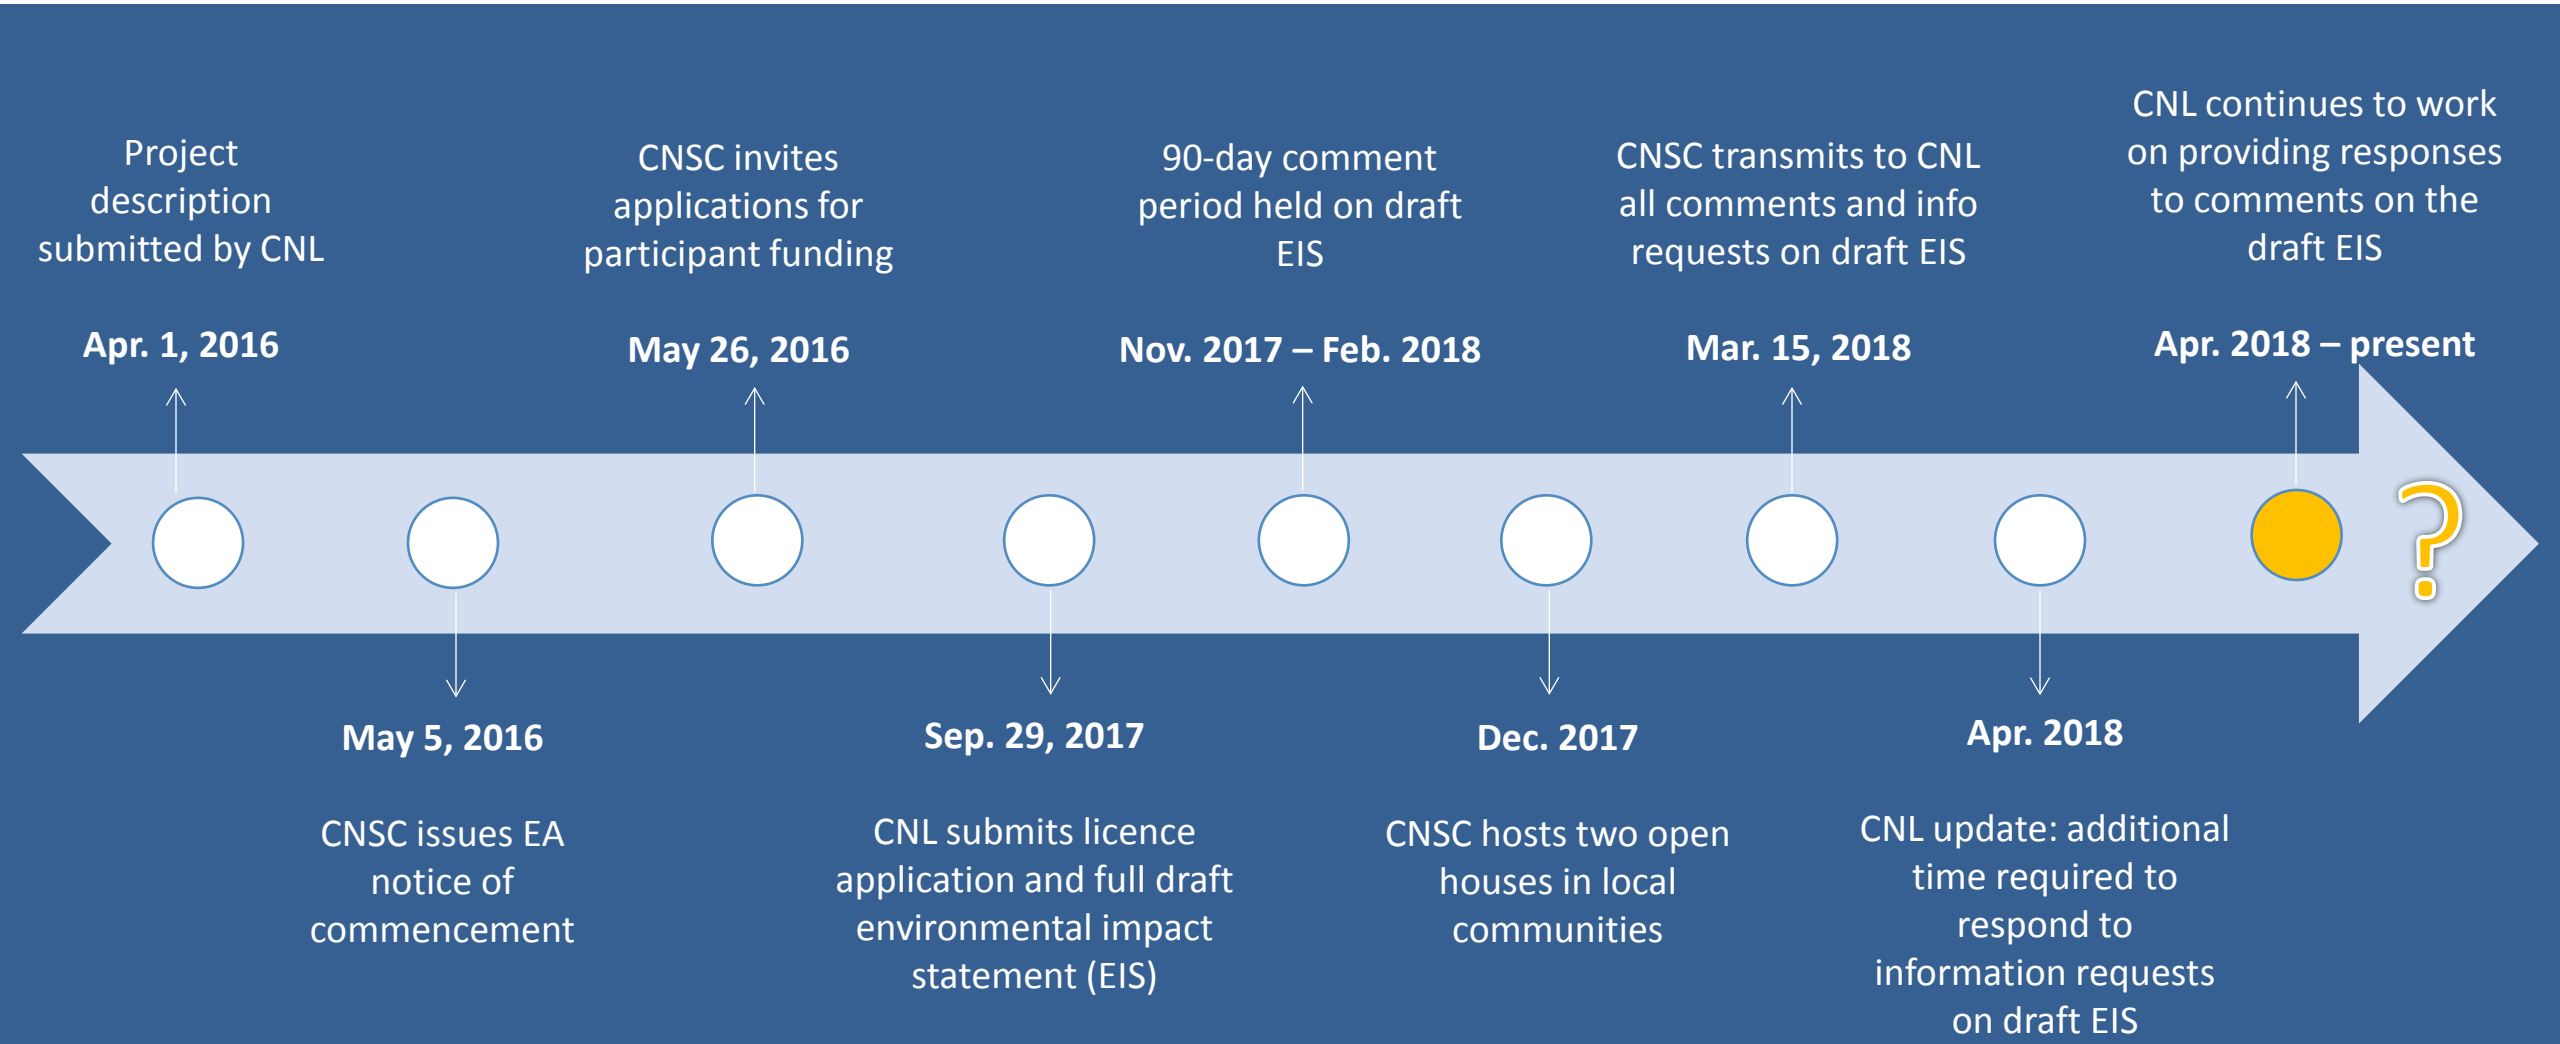 Project
description
submitted by CNL
Apr. 1, 2016
May 5, 2016
CNSC issues EA
notice of
commencement
CNSC invites
applications for
participant funding
May 26, 2016
Sep. 29, 2017
CNL submits licence
application and full draft
environmental impact
statement (EIS)
90-day comment
period held on draft
EIS
Nov. 2017 – Feb. 2018
Dec. 2017
CNSC hosts two open
houses in local
communities
CNSC transmits to CNL
all comments and info
requests on draft EIS
Mar. 15, 2018
Apr. 2018
CNL update: additional
time required to
respond to
information requests
on draft EIS
CNL continues to work
on providing responses
to comments on the
draft EIS
Apr. 2018 – present
?